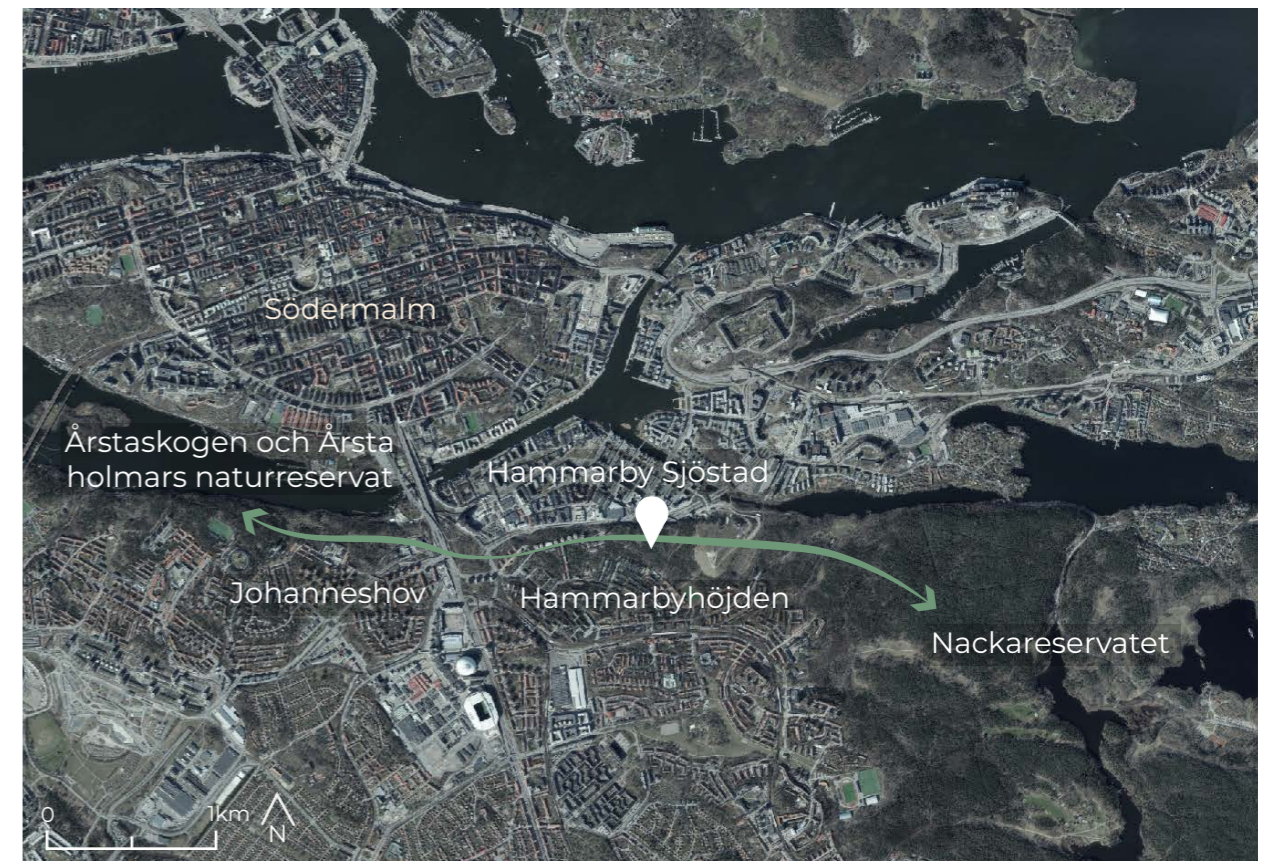 Södermalm
Årstaskogen och Årsta
holmars naturreservat
Hammarby Sjöstad
Johanneshov
Hammarbyhöjden
Nackareservatet
0
1km
N